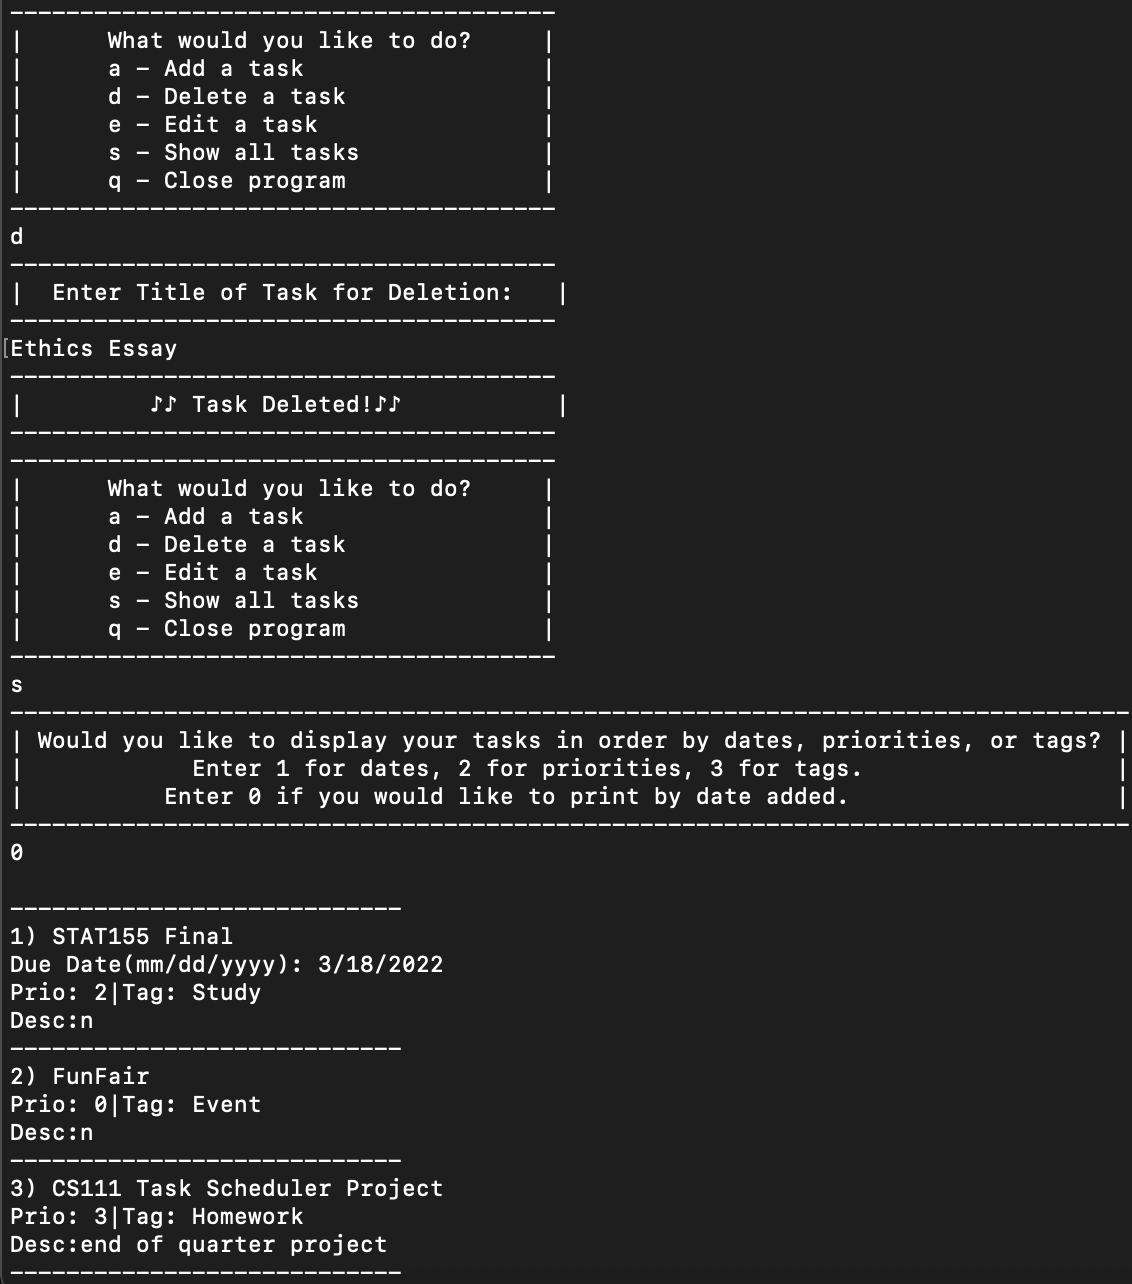 ---------------------------------------
|      What would you like to do?     |
|      a - Add a task                 |
|      d - Delete a task              |
|      e - Edit a task                |
|      s - Show all tasks             |
|      q - Close program              |
---------------------------------------
d
---------------------------------------
|  Enter Title of Task for Deletion:   |
---------------------------------------
[Ethics Essay
---------------------------------------
|         ♪♪ Task Deleted!♪♪           |
---------------------------------------
---------------------------------------
|      What would you like to do?     |
|      a - Add a task                 |
|      d - Delete a task              |
|      e - Edit a task                |
|      s - Show all tasks             |
|      q - Close program              |
---------------------------------------
s
--------------------------------------------------------------------------------
| Would you like to display your tasks in order by dates, priorities, or tags? |
|            Enter 1 for dates, 2 for priorities, 3 for tags.                  |
|          Enter 0 if you would like to print by date added.                   |
--------------------------------------------------------------------------------
0

----------------------------
1) STAT155 Final
Due Date(mm/dd/yyyy): 3/18/2022
Prio: 2|Tag: Study
Desc:n
----------------------------
2) FunFair
Prio: 0|Tag: Event
Desc:n
----------------------------
3) CS111 Task Scheduler Project
Prio: 3|Tag: Homework
Desc:end of quarter project
----------------------------